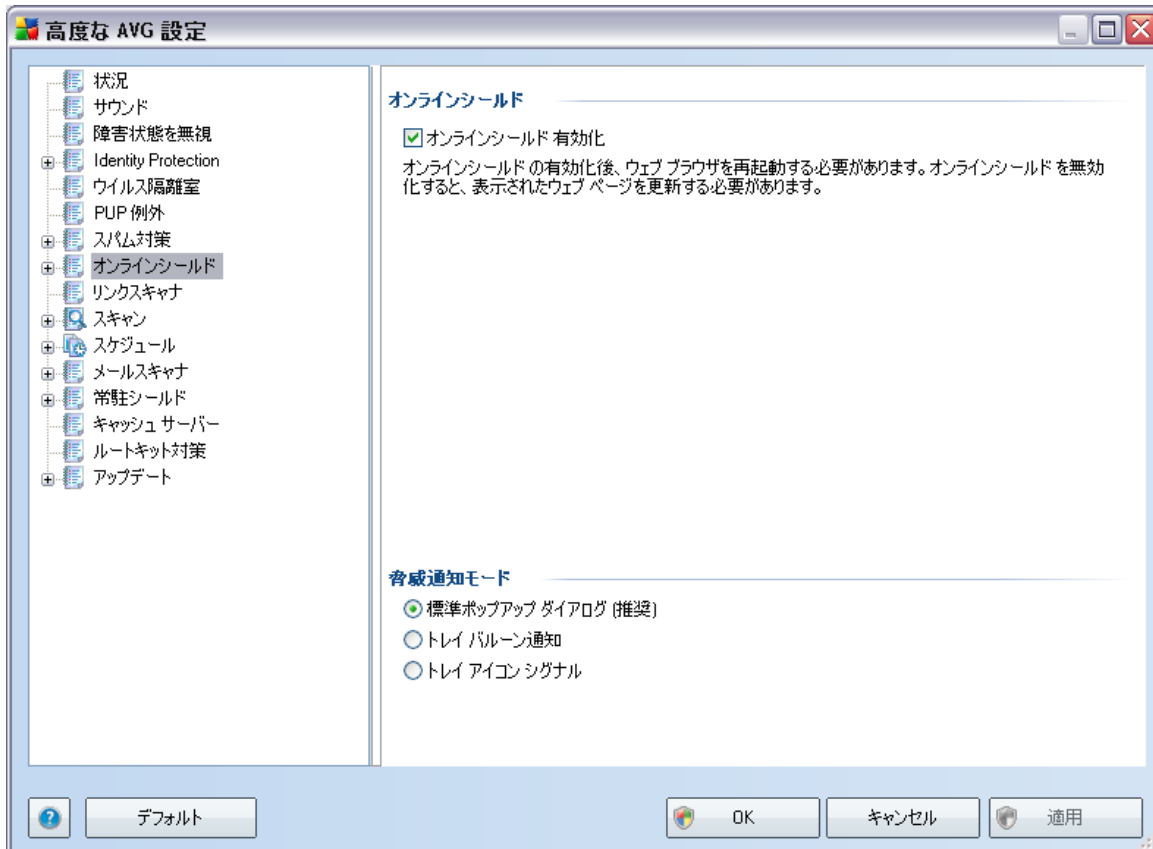 高度な AVG 設定
状況
サウンド
障害状態を無視
Identity Protection
ウイルス隔離室
PUP 例外
スパム対策
オンラインシールド
リンクスキャナ
スキャン
スケジュール
メールスキャナ
常駐シールド
キャッシュ サーバー
ルートキット対策
アップデート
オンラインシールド
オンラインシールド 有効化
オンラインシールド の有効化後、ウェブ ブラウザを再起動する必要があります。オンラインシールド を無効
化すると、表示されたウェブ ページを更新する必要があります。
脅威通知モード
標準ポップアップ ダイアログ (推奨)
トレイ バルーン通知
トレイ アイコン シグナル
デフォルト
OK
キャンセル
適用